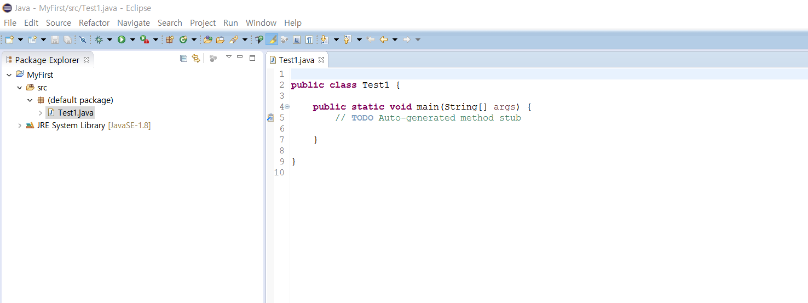 Java - MyFirst/src/Test1.java - Eclipse
File Edit Source Refactor Navigate Search Project Run Window Help
Package Explorer
Test1.java
MyFirst
src
(default package)
Test1.java
JRE System Library [JavaSE-1.8]
1
2 public class Test1 {
3
4 public static void main(String[] args) {
5 // TODO Auto-generated method stub
6
7 }
8
9 }
10